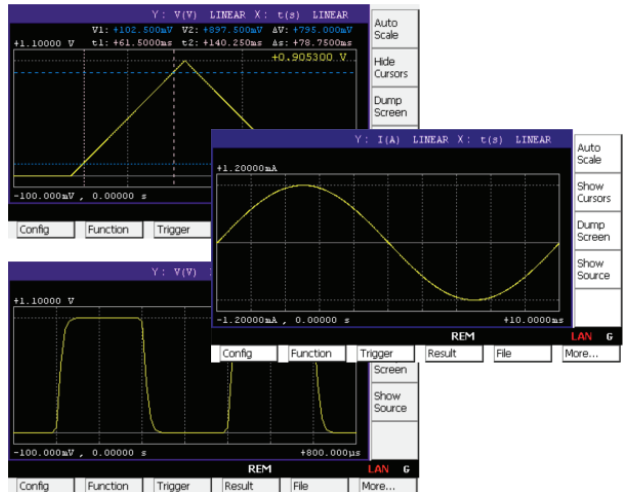 Y: V(V) LINEAR X: t(s) LINEAR
V1: +102.500mV V2: +897.500mV ΔV: +795.000mV
+1.10000 V t1: +61.5000ms t2: +140.250ms Δs: +78.7500ms
+0.905300 V
-100.000mV , 0.00000 s
Auto
Scale
Hide
Cursors
Dump
Screen
Config Function Trigger
Y: I(A) LINEAR X: t(s) LINEAR
+1.20000mA
-1.20000mA , 0.00000 s +10.0000ms
REM LAN G
Auto
Scale
Show
Cursors
Dump
Screen
Show
Source
Config Function Trigger Result File More...
Y: V(V)
+1.10000 V
-100.000mV , 0.00000 s +800.000µs
REM LAN G
Screen
Show
Source
Config Function Trigger Result File More...